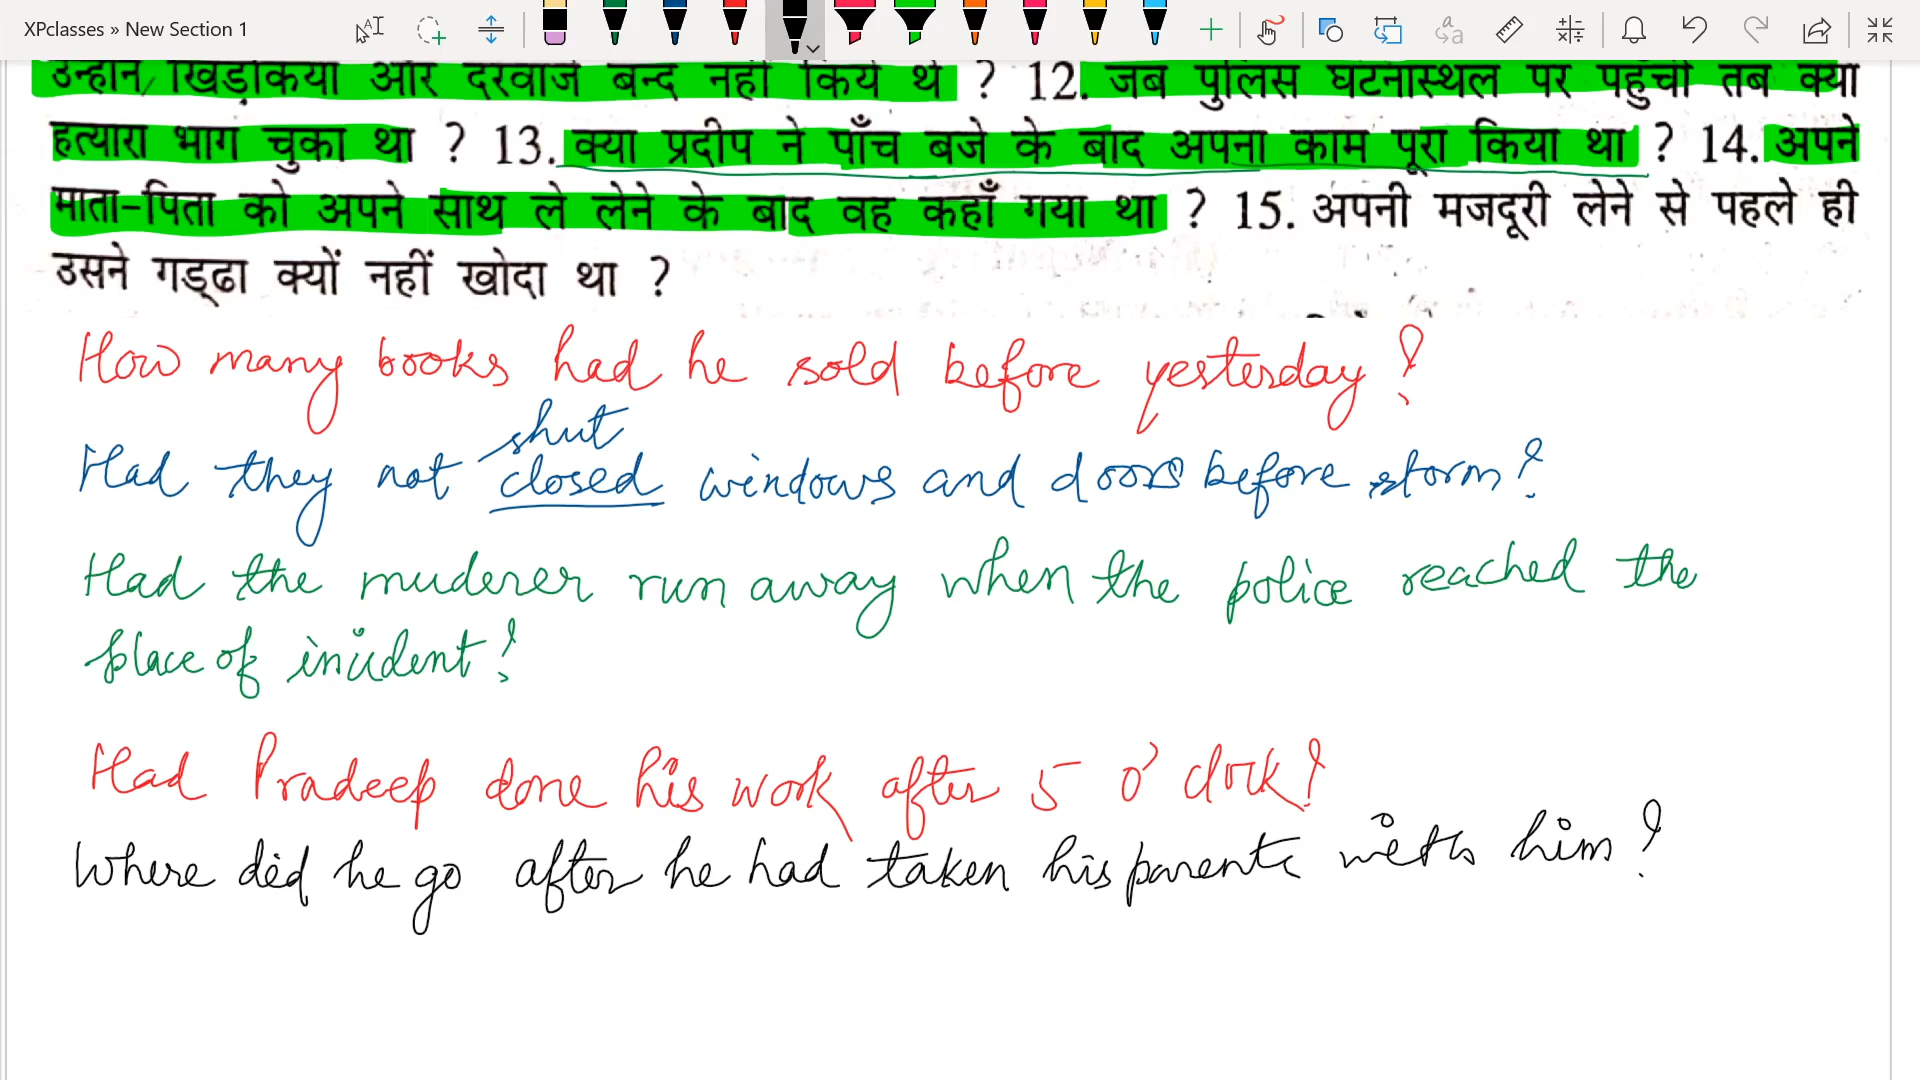 XPclasses » New Section 1
उन्होंने खिड़कियाँ और दरवाजे बन्द नहीं किये थे ? 12. जब पुलिस घटनास्थल पर पहुँची तब क्या
हत्यारा भाग चुका था ? 13. क्या प्रदीप ने पाँच बजे के बाद अपना काम पूरा किया था ? 14. अपने
माता-पिता को अपने साथ ले लेने के बाद वह कहाँ गया था ? 15. अपनी मजदूरी लेने से पहले ही
उसने गड्ढा क्यों नहीं खोदा था ?
How many books had he sold before yesterday?
shut
Had they not closed windows and doors before storm?
Had the muderer run away when the police reached the
place of incident?
Had Pradeep done his work after 5 o'clock?
Where did he go after he had taken his parents with him?